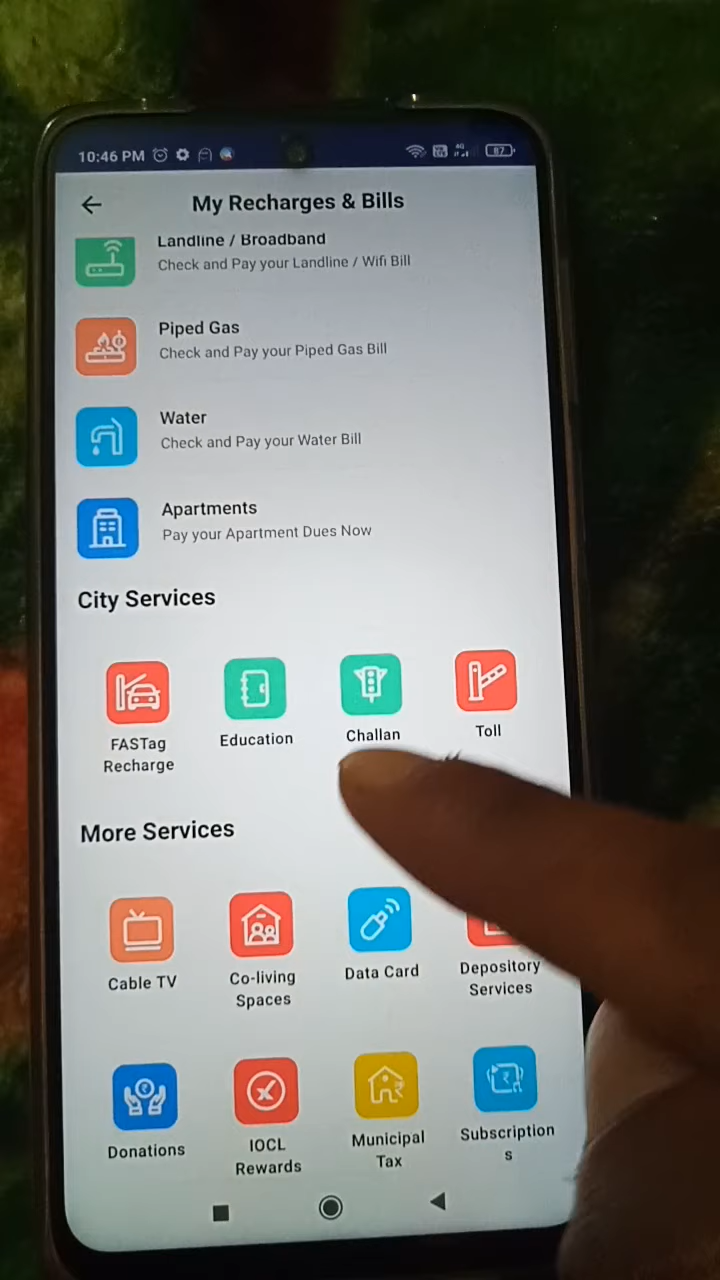 10:46 PM
87
My Recharges & Bills
Landline / Broadband
Check and Pay your Landline / Wifi Bill
Piped Gas
Check and Pay your Piped Gas Bill
Water
Check and Pay your Water Bill
Apartments
Pay your Apartment Dues Now
City Services
FASTag
Recharge
Education
Challan
Toll
More Services
Cable TV
Co-living
Spaces
Data Card
Depository
Services
Donations
IOCL
Rewards
Municipal
Tax
Subscription
s